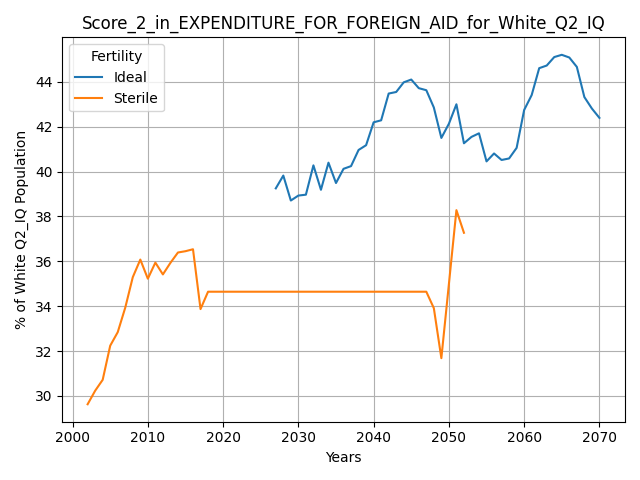 Score_2_in_EXPENDITURE_FOR_FOREIGN_AID_for_White_Q2_IQ
Fertility
Ideal
Sterile
% of White Q2_IQ Population
44
42
40
38
36
34
32
30
2000
2010
2020
2030
2040
2050
2060
2070
Years